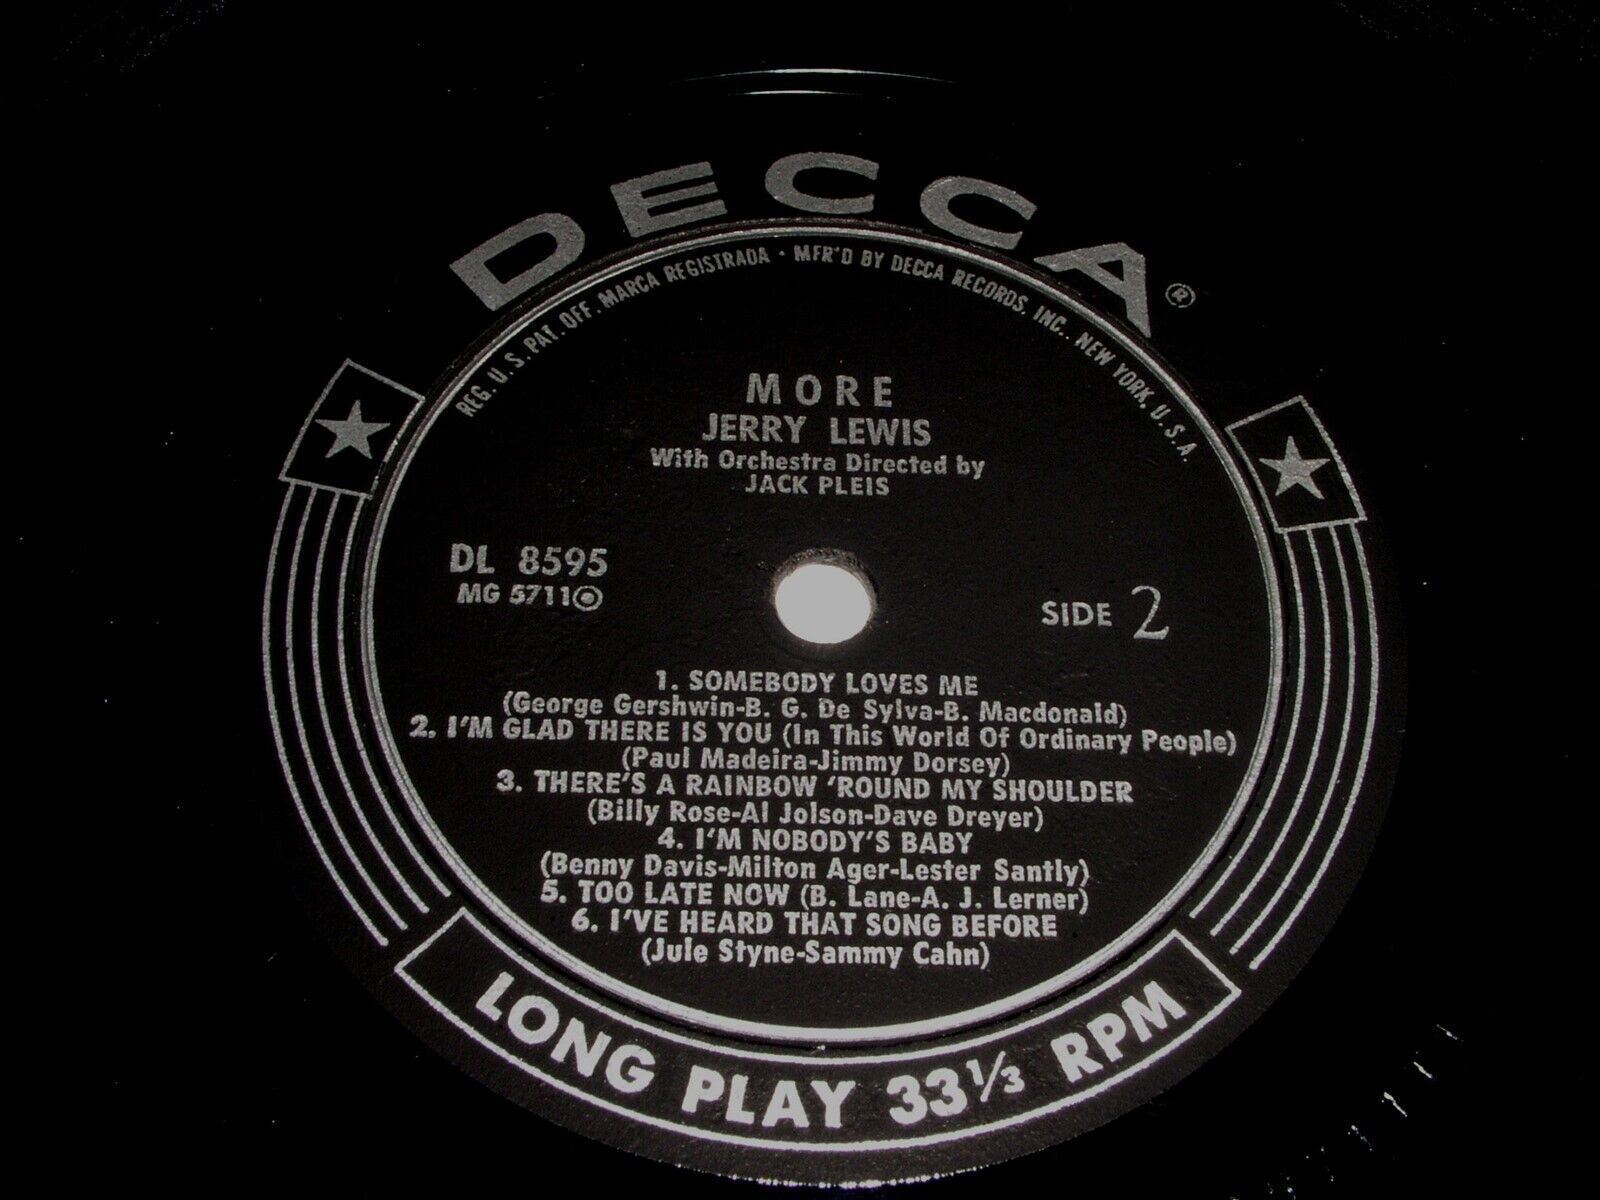 DECCA®
REG. U. S. PAT. OFF. MARCA REGISTRADA • MFR'D BY DECCA RECORDS, INC., NEW YORK, U. S. A.
MORE
JERRY LEWIS
With Orchestra Directed by
JACK PLEIS
DL 8595
MG 5711
SIDE 2
1. SOMEBODY LOVES ME
(George Gershwin-B. G. De Sylva-B. Macdonald)
2. I'M GLAD THERE IS YOU (In This World Of Ordinary People)
(Paul Madeira-Jimmy Dorsey)
3. THERE'S A RAINBOW 'ROUND MY SHOULDER
(Billy Rose-Al Jolson-Dave Dreyer)
4. I'M NOBODY'S BABY
(Benny Davis-Milton Ager-Lester Santly)
5. TOO LATE NOW (B. Lane-A. J. Lerner)
6. I'VE HEARD THAT SONG BEFORE
(Jule Styne-Sammy Cahn)
LONG PLAY 33 1/3 RPM